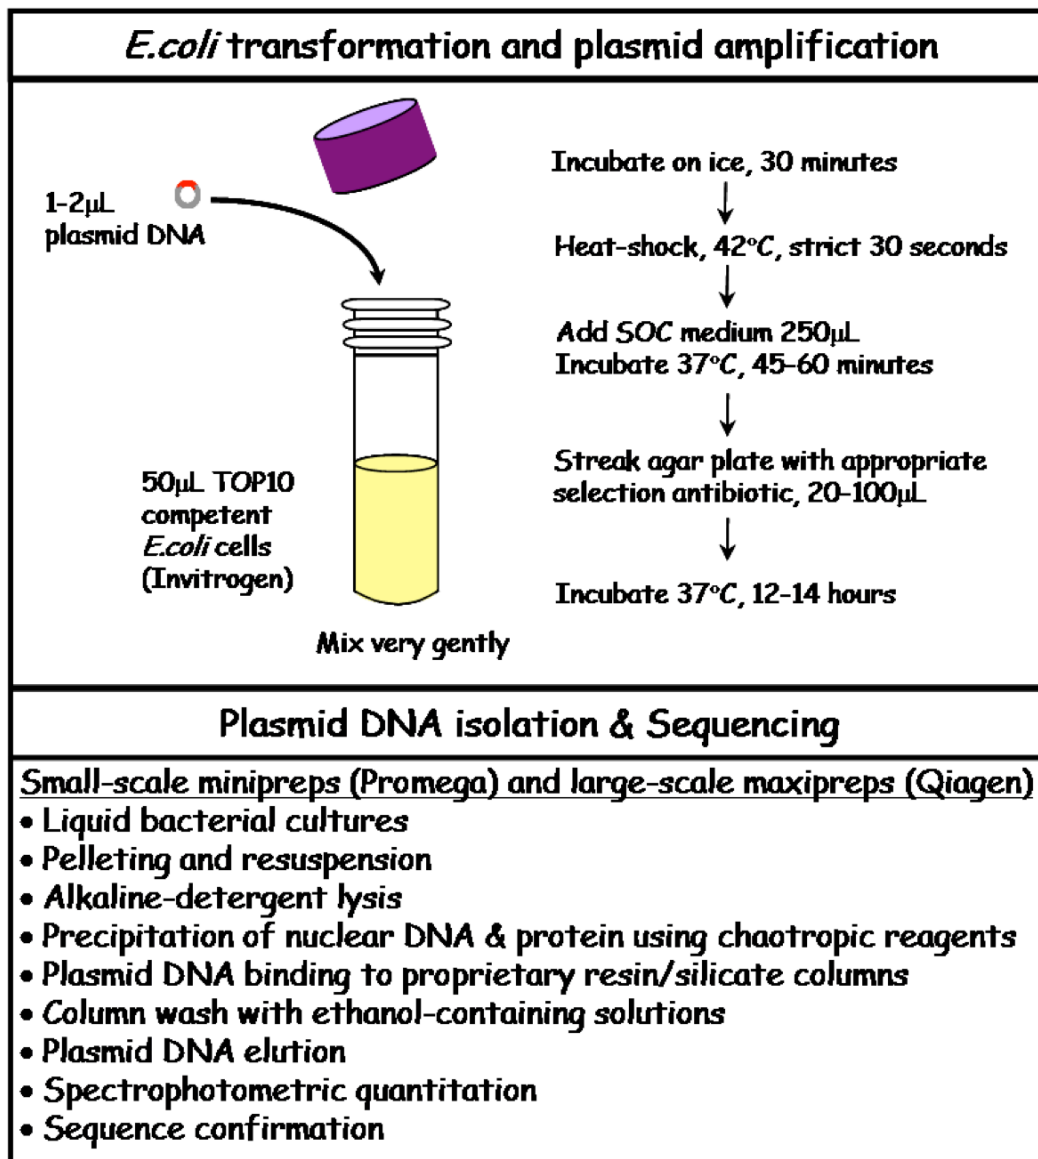 E.coli transformation and plasmid amplification
1-2µL
plasmid DNA
50µL TOP10
competent
E.coli cells
(Invitrogen)
Mix very gently
Incubate on ice, 30 minutes
Heat-shock, 42°C, strict 30 seconds
Add SOC medium 250µL
Incubate 37°C, 45-60 minutes
Streak agar plate with appropriate
selection antibiotic, 20-100µL
Incubate 37°C, 12-14 hours
Plasmid DNA isolation & Sequencing
Small-scale minipreps (Promega) and large-scale maxipreps (Qiagen)
• Liquid bacterial cultures
• Pelleting and resuspension
• Alkaline-detergent lysis
• Precipitation of nuclear DNA & protein using chaotropic reagents
• Plasmid DNA binding to proprietary resin/silicate columns
• Column wash with ethanol-containing solutions
• Plasmid DNA elution
• Spectrophotometric quantitation
• Sequence confirmation